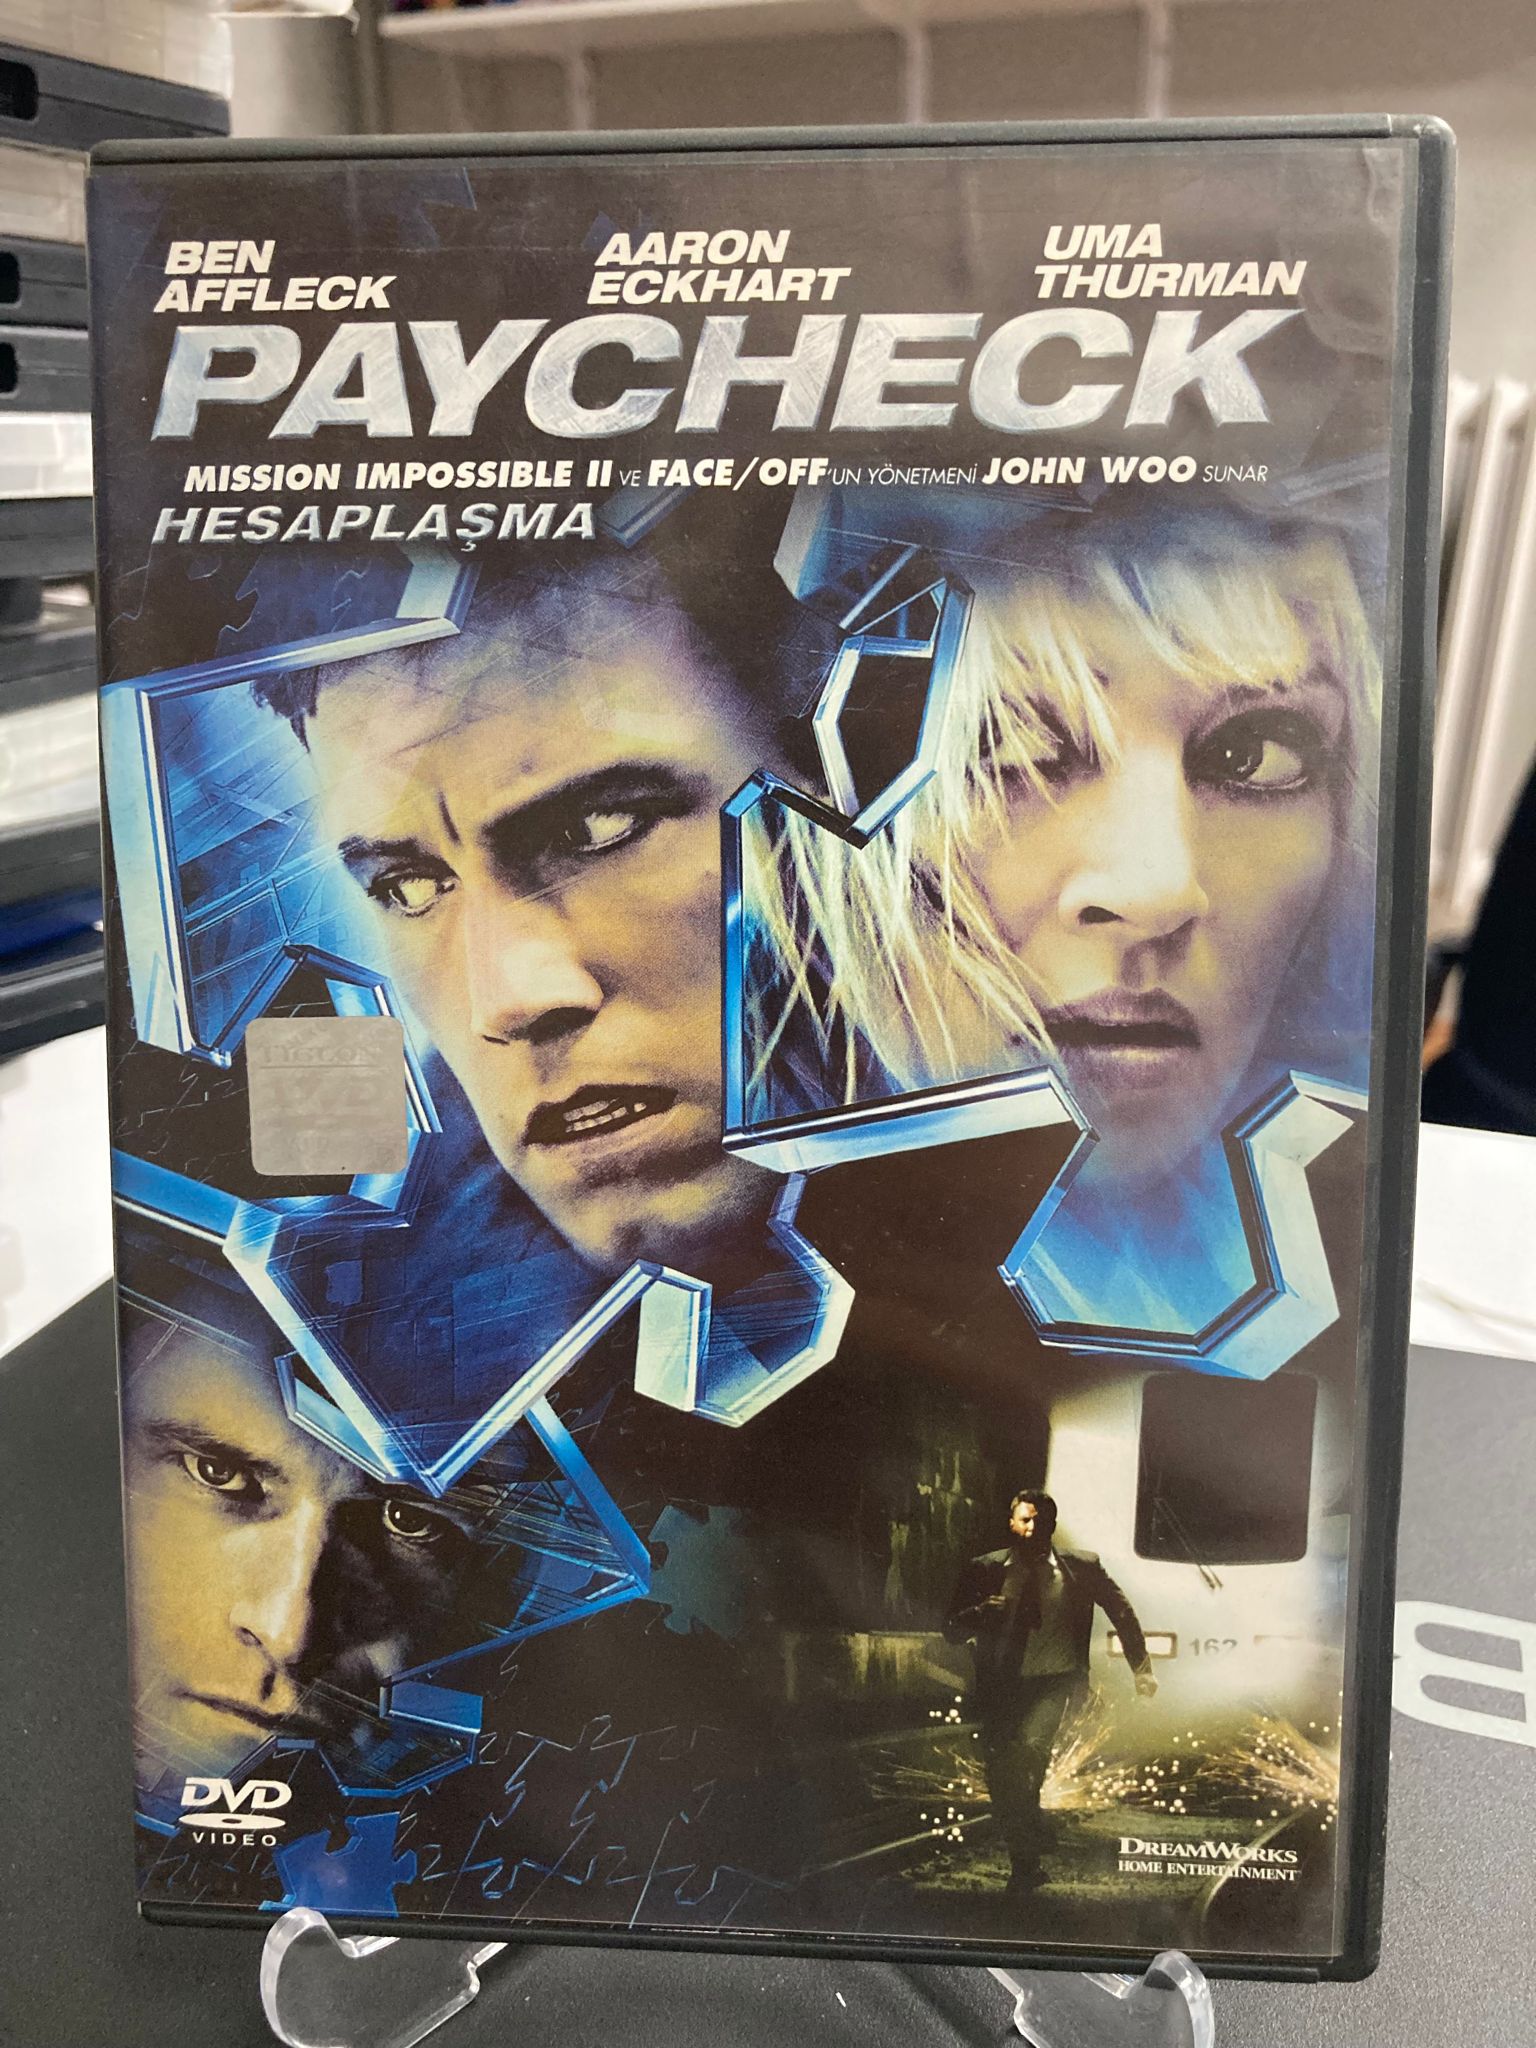 BEN AFFLECK
AARON ECKHART
UMA THURMAN
PAYCHECK
MISSION IMPOSSIBLE II VE FACE/OFF'UN YÖNETMENİ JOHN WOO SUNAR
HESAPLAŞMA
162
DVD
VIDEO
DREAMWORKS
HOME ENTERTAINMENT